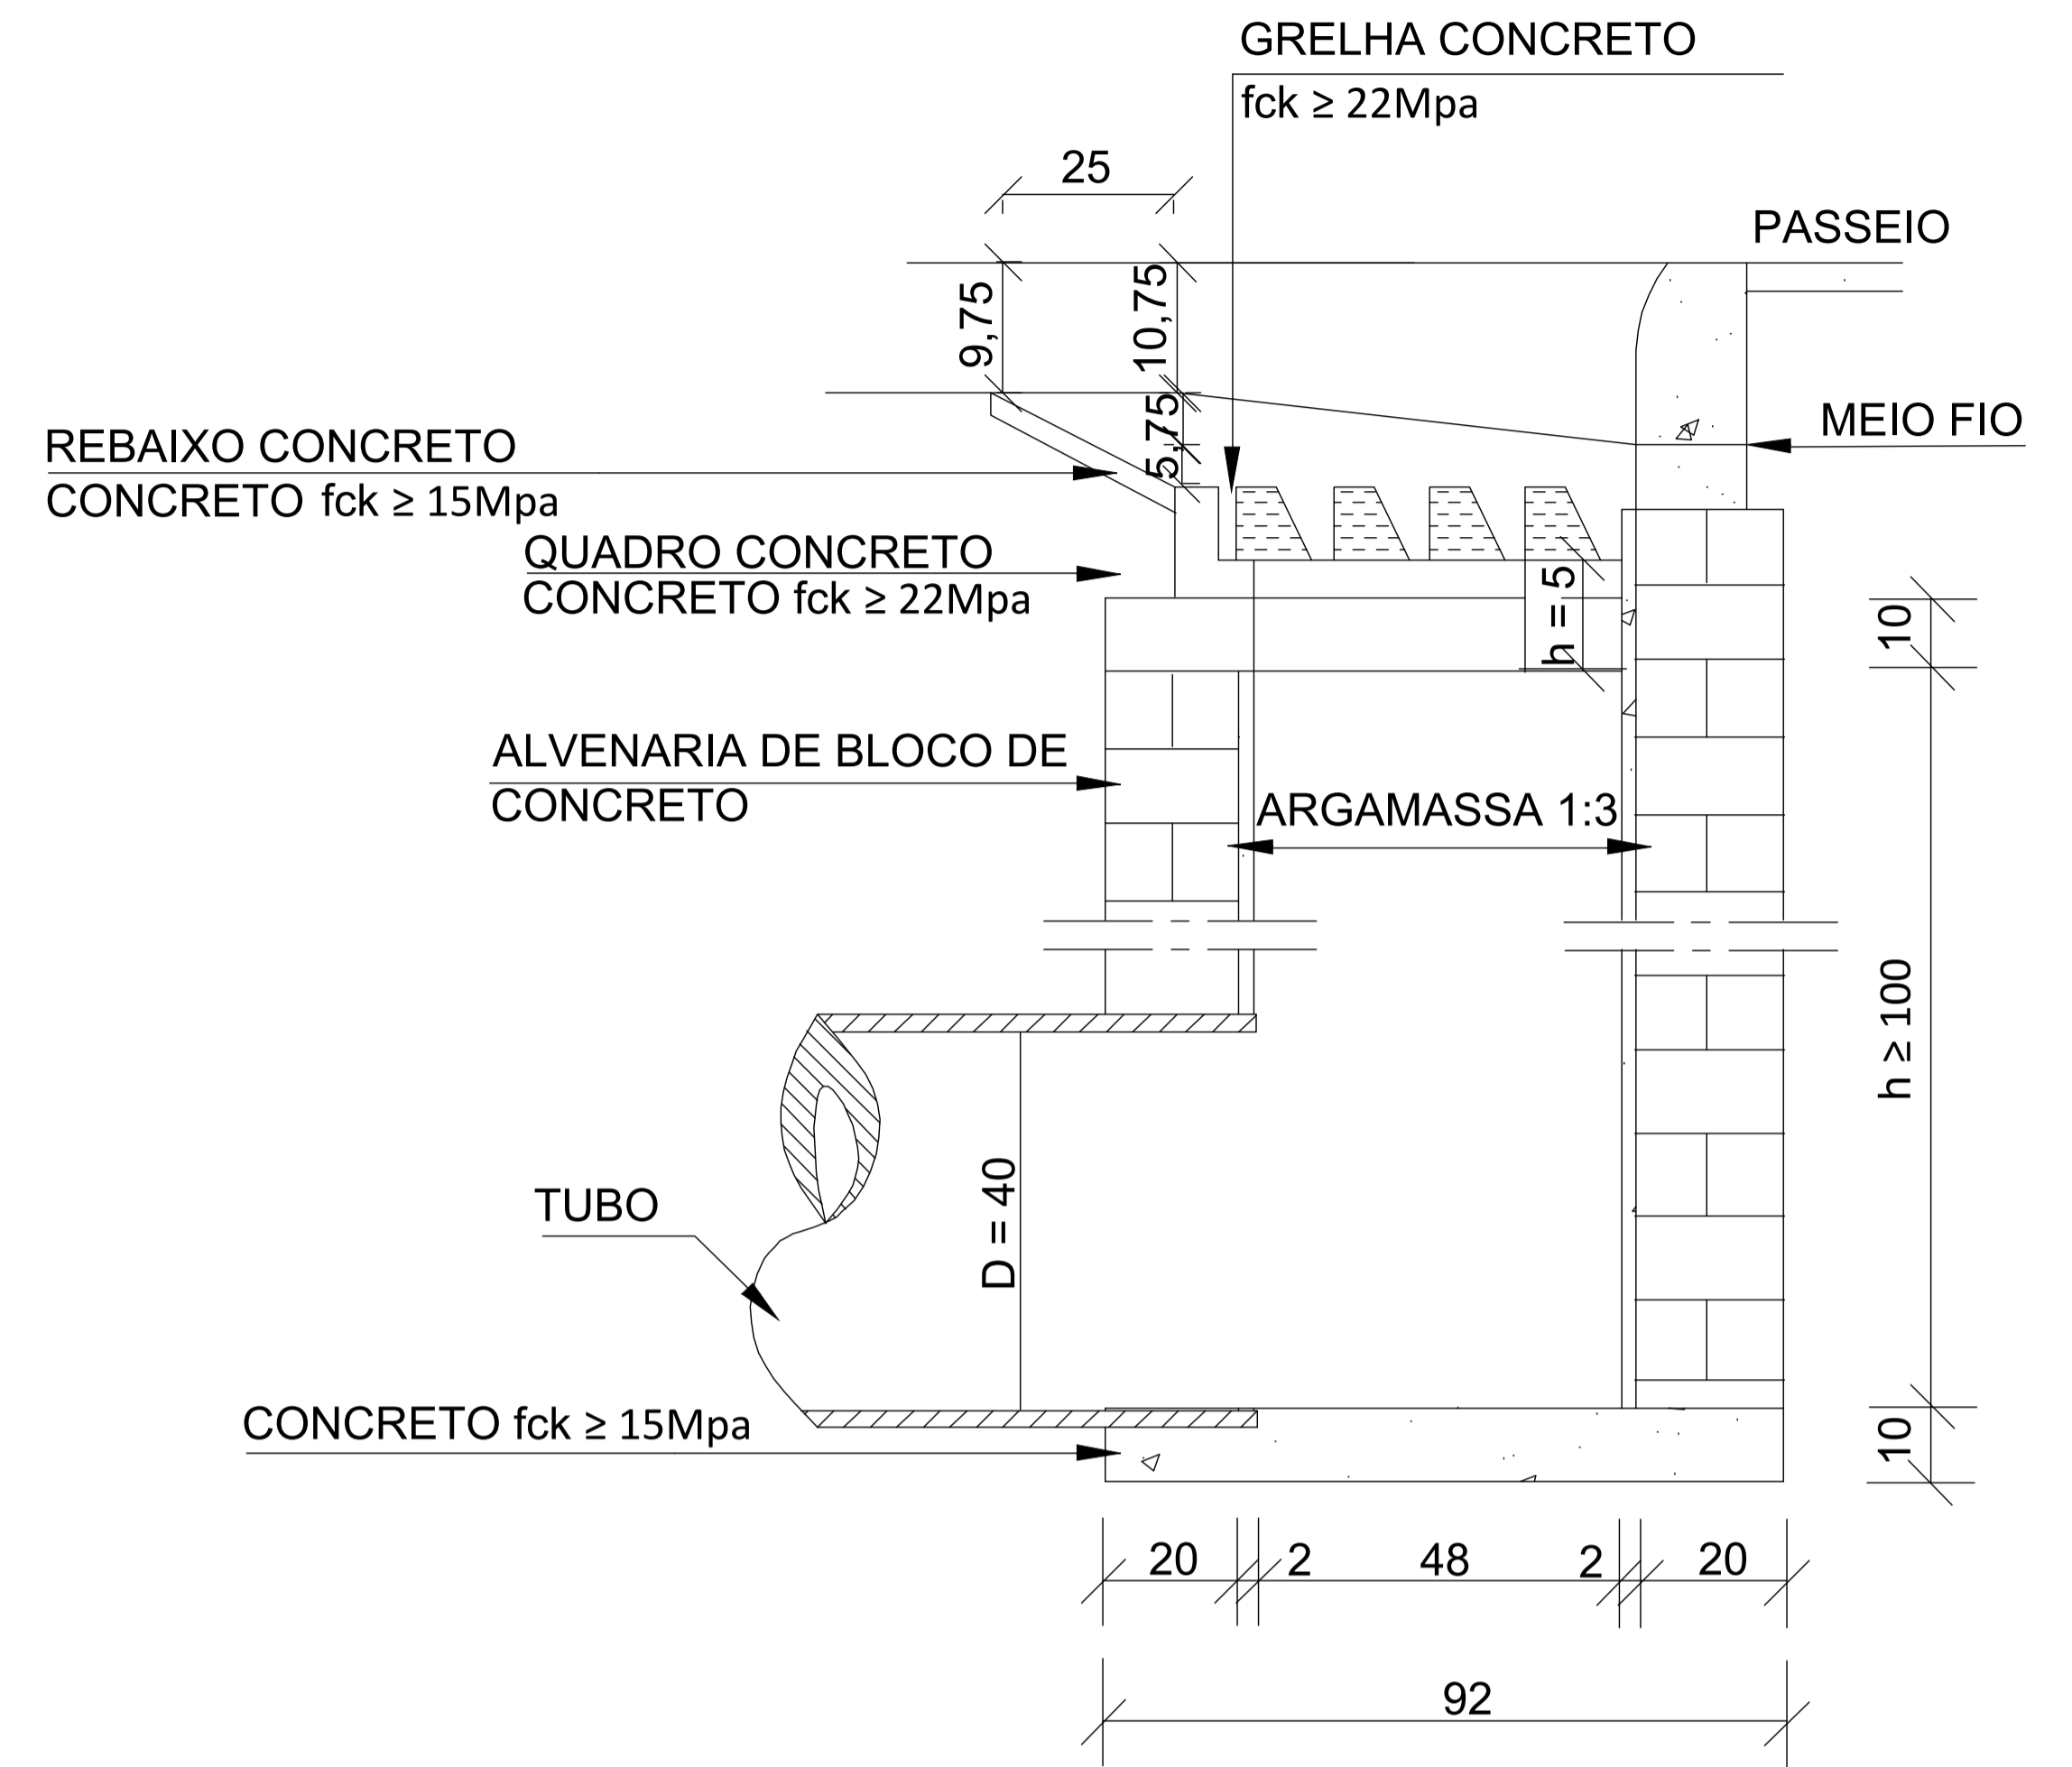 GRELHA CONCRETO
fck ≥ 22Mpa
25
PASSEIO
9,75
10,75
5,75
MEIO FIO
REBAIXO CONCRETO
CONCRETO fck ≥ 15Mpa
QUADRO CONCRETO
CONCRETO fck ≥ 22Mpa
h = 5
10
ALVENARIA DE BLOCO DE
CONCRETO
ARGAMASSA 1:3
h ≥ 100
TUBO
D = 40
CONCRETO fck ≥ 15Mpa
10
20 2 48 2 20
92